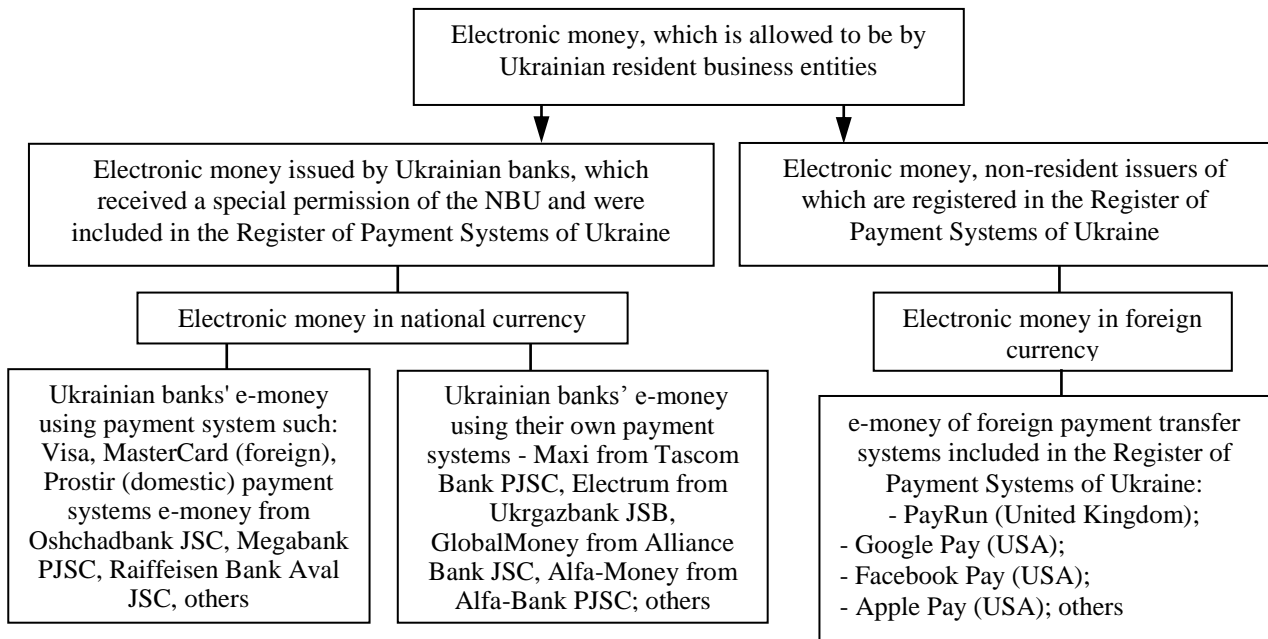 Electronic money, which is allowed to be by
Ukrainian resident business entities
Electronic money issued by Ukrainian banks, which
received a special permission of the NBU and were
included in the Register of Payment Systems of Ukraine
Electronic money, non-resident issuers of
which are registered in the Register of
Payment Systems of Ukraine
Electronic money in national currency
Electronic money in foreign
currency
Ukrainian banks' e-money
using payment system such:
Visa, MasterCard (foreign),
Prostir (domestic) payment
systems e-money from
Oshchadbank JSC, Megabank
PJSC, Raiffeisen Bank Aval
JSC, others
Ukrainian banks’ e-money
using their own payment
systems - Maxi from Tascom
Bank PJSC, Electrum from
Ukrgazbank JSB,
GlobalMoney from Alliance
Bank JSC, Alfa-Money from
Alfa-Bank PJSC; others
e-money of foreign payment transfer
systems included in the Register of
Payment Systems of Ukraine:
- PayRun (United Kingdom);
- Google Pay (USA);
- Facebook Pay (USA);
- Apple Pay (USA); others